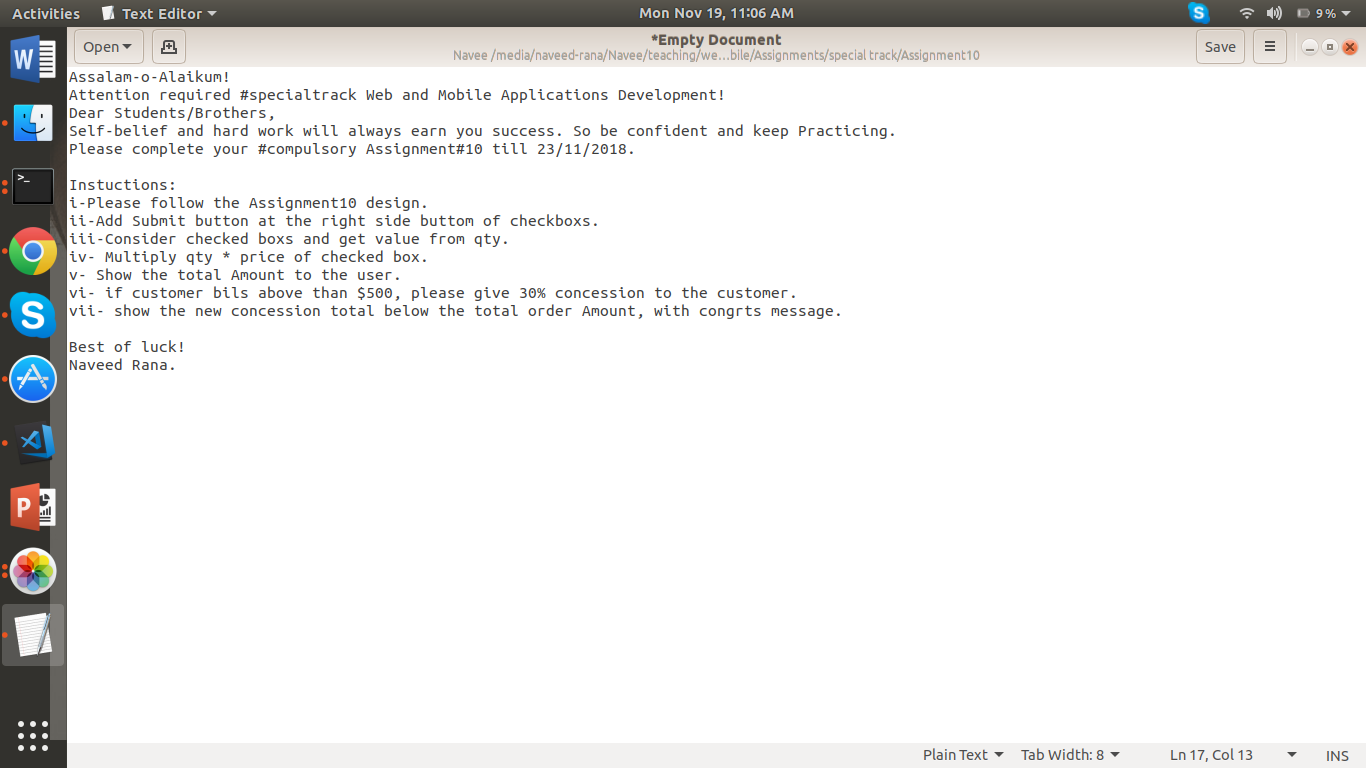 Activities Text Editor Mon Nov 19, 11:06 AM 9%
Open *Empty Document Save
Navee /media/naveed-rana/Navee/teaching/we…bile/Assignments/special track/Assignment10
Assalam-o-Alaikum!
Attention required #specialtrack Web and Mobile Applications Development!
Dear Students/Brothers,
Self-belief and hard work will always earn you success. So be confident and keep Practicing.
Please complete your #compulsory Assignment#10 till 23/11/2018.
Instuctions:
i-Please follow the Assignment10 design.
ii-Add Submit button at the right side buttom of checkboxs.
iii-Consider checked boxs and get value from qty.
iv- Multiply qty * price of checked box.
v- Show the total Amount to the user.
vi- if customer bils above than $500, please give 30% concession to the customer.
vii- show the new concession total below the total order Amount, with congrts message.
Best of luck!
Naveed Rana.
Plain Text Tab Width: 8 Ln 17, Col 13 INS